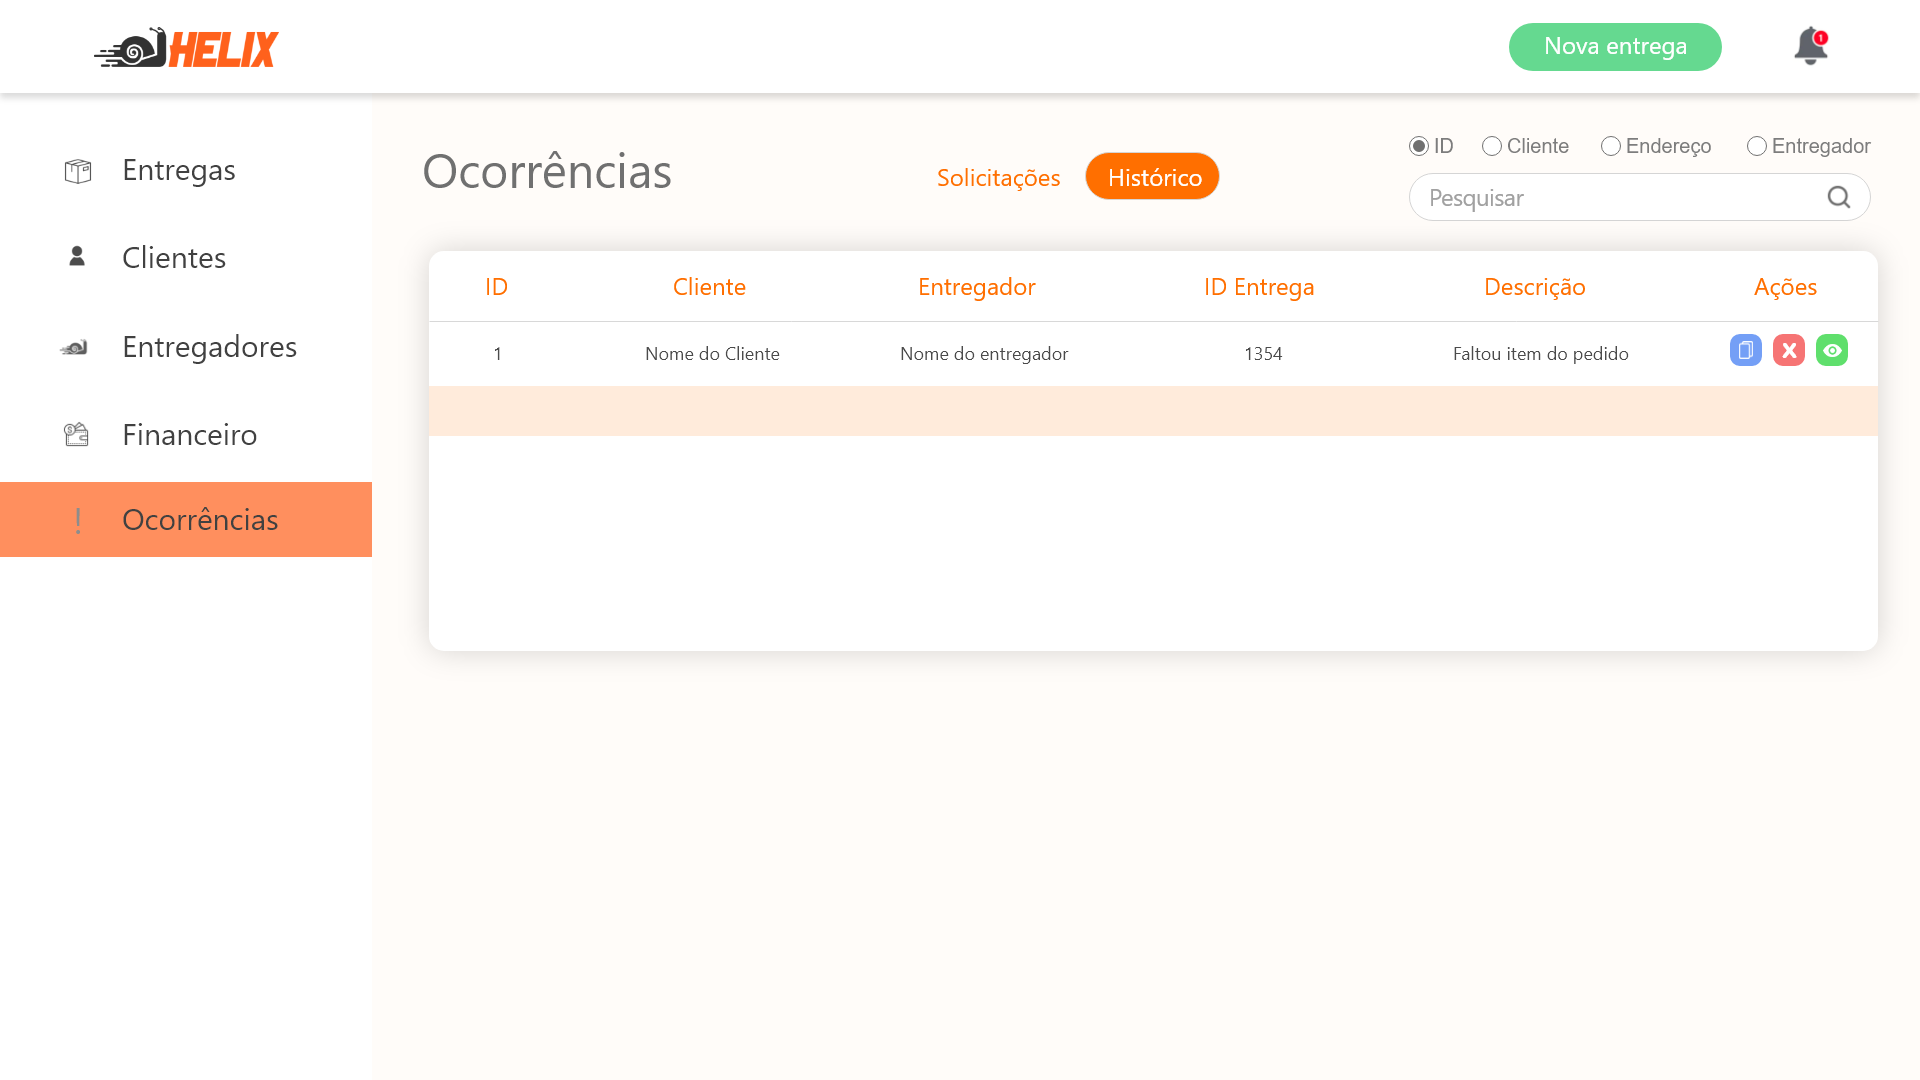 HELIX
Nova entrega
1
Entregas
Clientes
Entregadores
Financeiro
Ocorrências
Ocorrências
Solicitações
Histórico
ID
Cliente
Endereço
Entregador
Pesquisar
ID Cliente Entregador ID Entrega Descrição Ações
1 Nome do Cliente Nome do entregador 1354 Faltou item do pedido